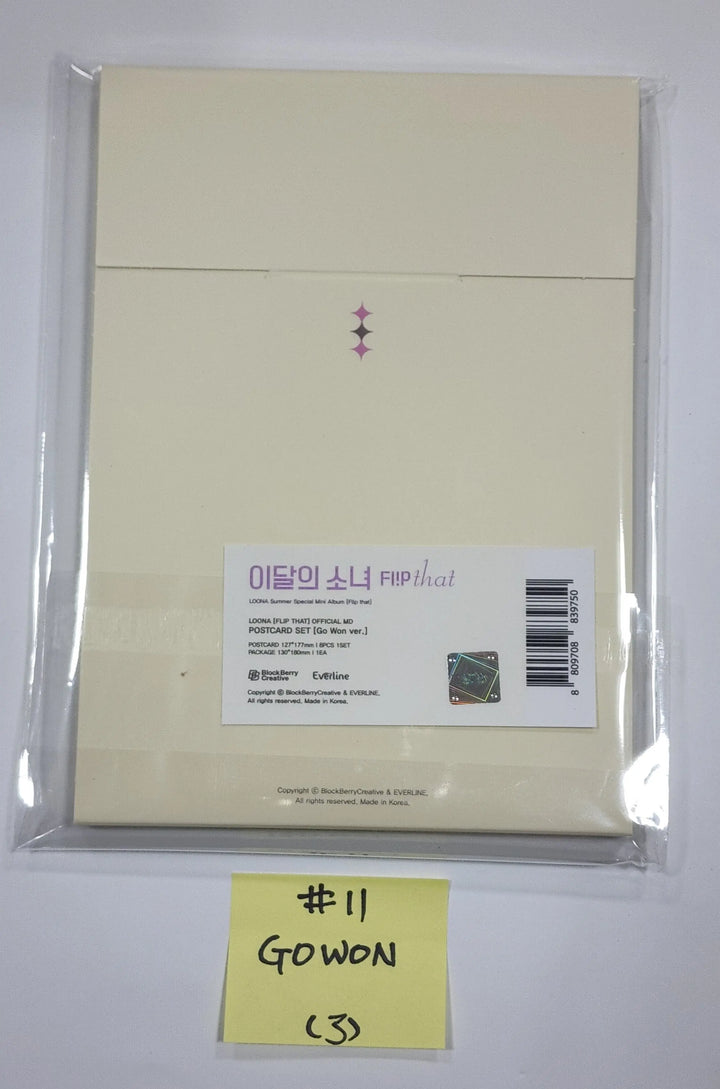 이달의 소녀 FL!P that
LOONA Summer Special Mini Album [Flip that]
LOONA [FLIP THAT] OFFICIAL MD
POSTCARD SET [Go Won ver.]
POSTCARD 127*177mm | 8PCS 1SET
PACKAGE 130*180mm | 1EA
BlockBerry
Creative
Everline
Copyright ⓒ BlockBerryCreative & EVERLINE.
All rights reserved. Made in Korea.
8 809708 839750
Copyright ⓒ BlockBerryCreative & EVERLINE.
All rights reserved. Made in Korea.
#11
GOWON
(3)